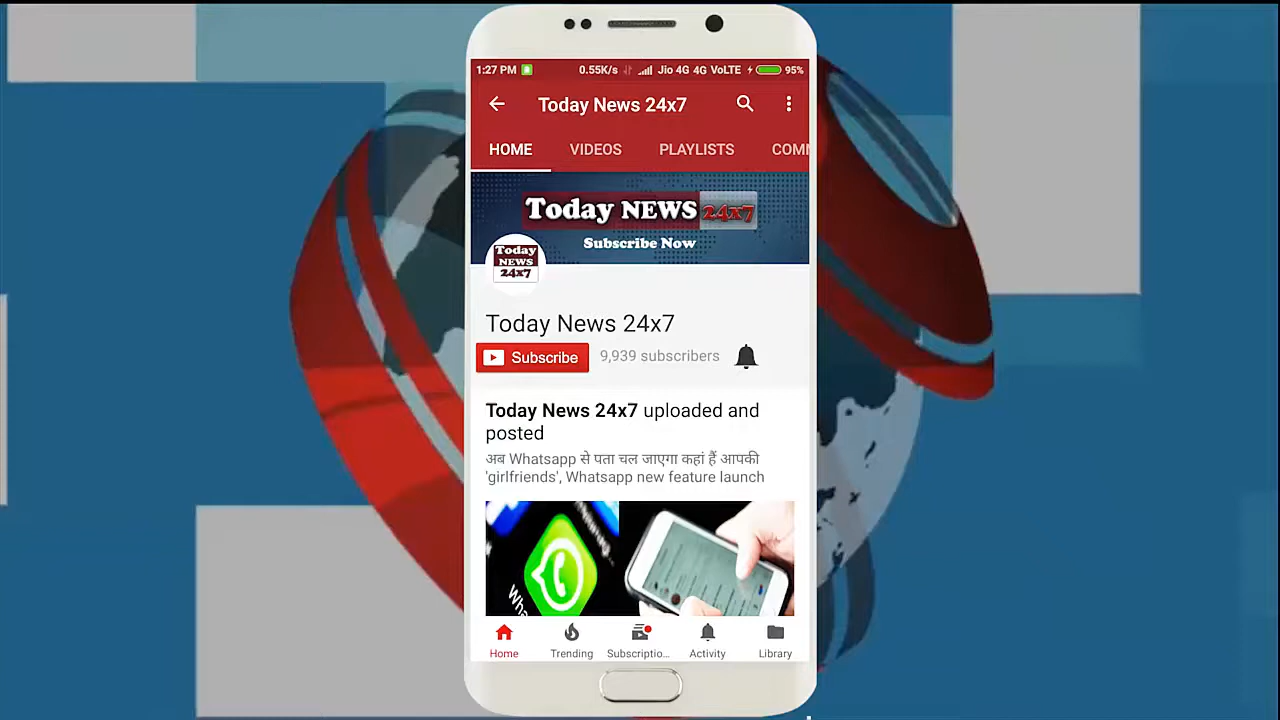 1:27 PM 0.55K/s Jio 4G 4G VoLTE 95%
Today News 24x7
HOME VIDEOS PLAYLISTS COMM
Today NEWS 24x7
Subscribe Now
Today
NEWS
24x7
Today News 24x7
Subscribe 9,939 subscribers
Today News 24x7 uploaded and
posted
अब Whatsapp से पता चल जाएगा कहां हैं आपकी
'girlfriends', Whatsapp new feature launch
Home Trending Subscriptio... Activity Library